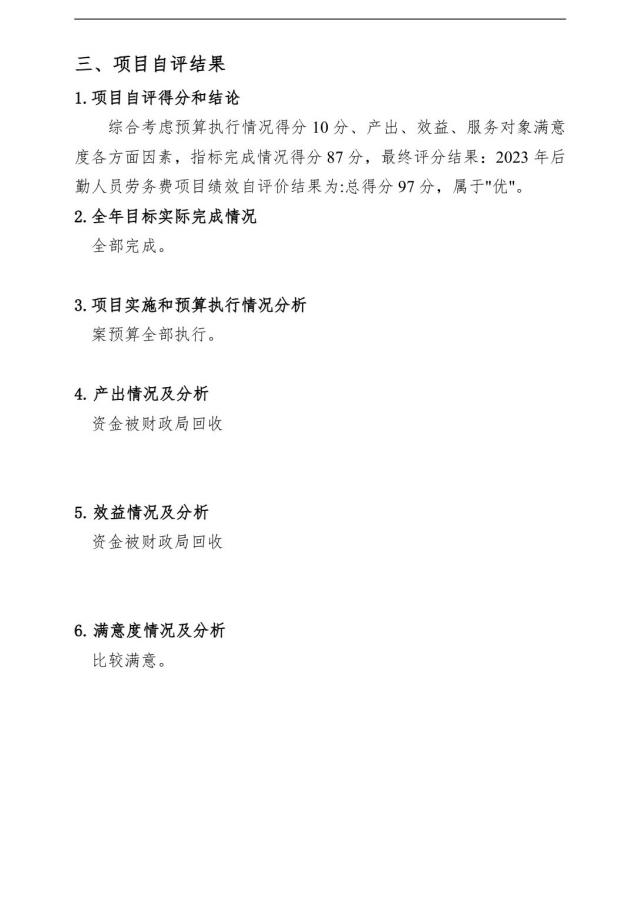 三、项目自评结果
1.项目自评得分和结论
综合考虑预算执行情况得分 10 分、产出、效益、服务对象满意
度各方面因素，指标完成情况得分 87 分，最终评分结果：2023 年后
勤人员劳务费项目绩效自评价结果为:总得分 97 分，属于"优"。
2.全年目标实际完成情况
全部完成。
3.项目实施和预算执行情况分析
案预算全部执行。
4. 产出情况及分析
资金被财政局回收
5. 效益情况及分析
资金被财政局回收
6. 满意度情况及分析
比较满意。